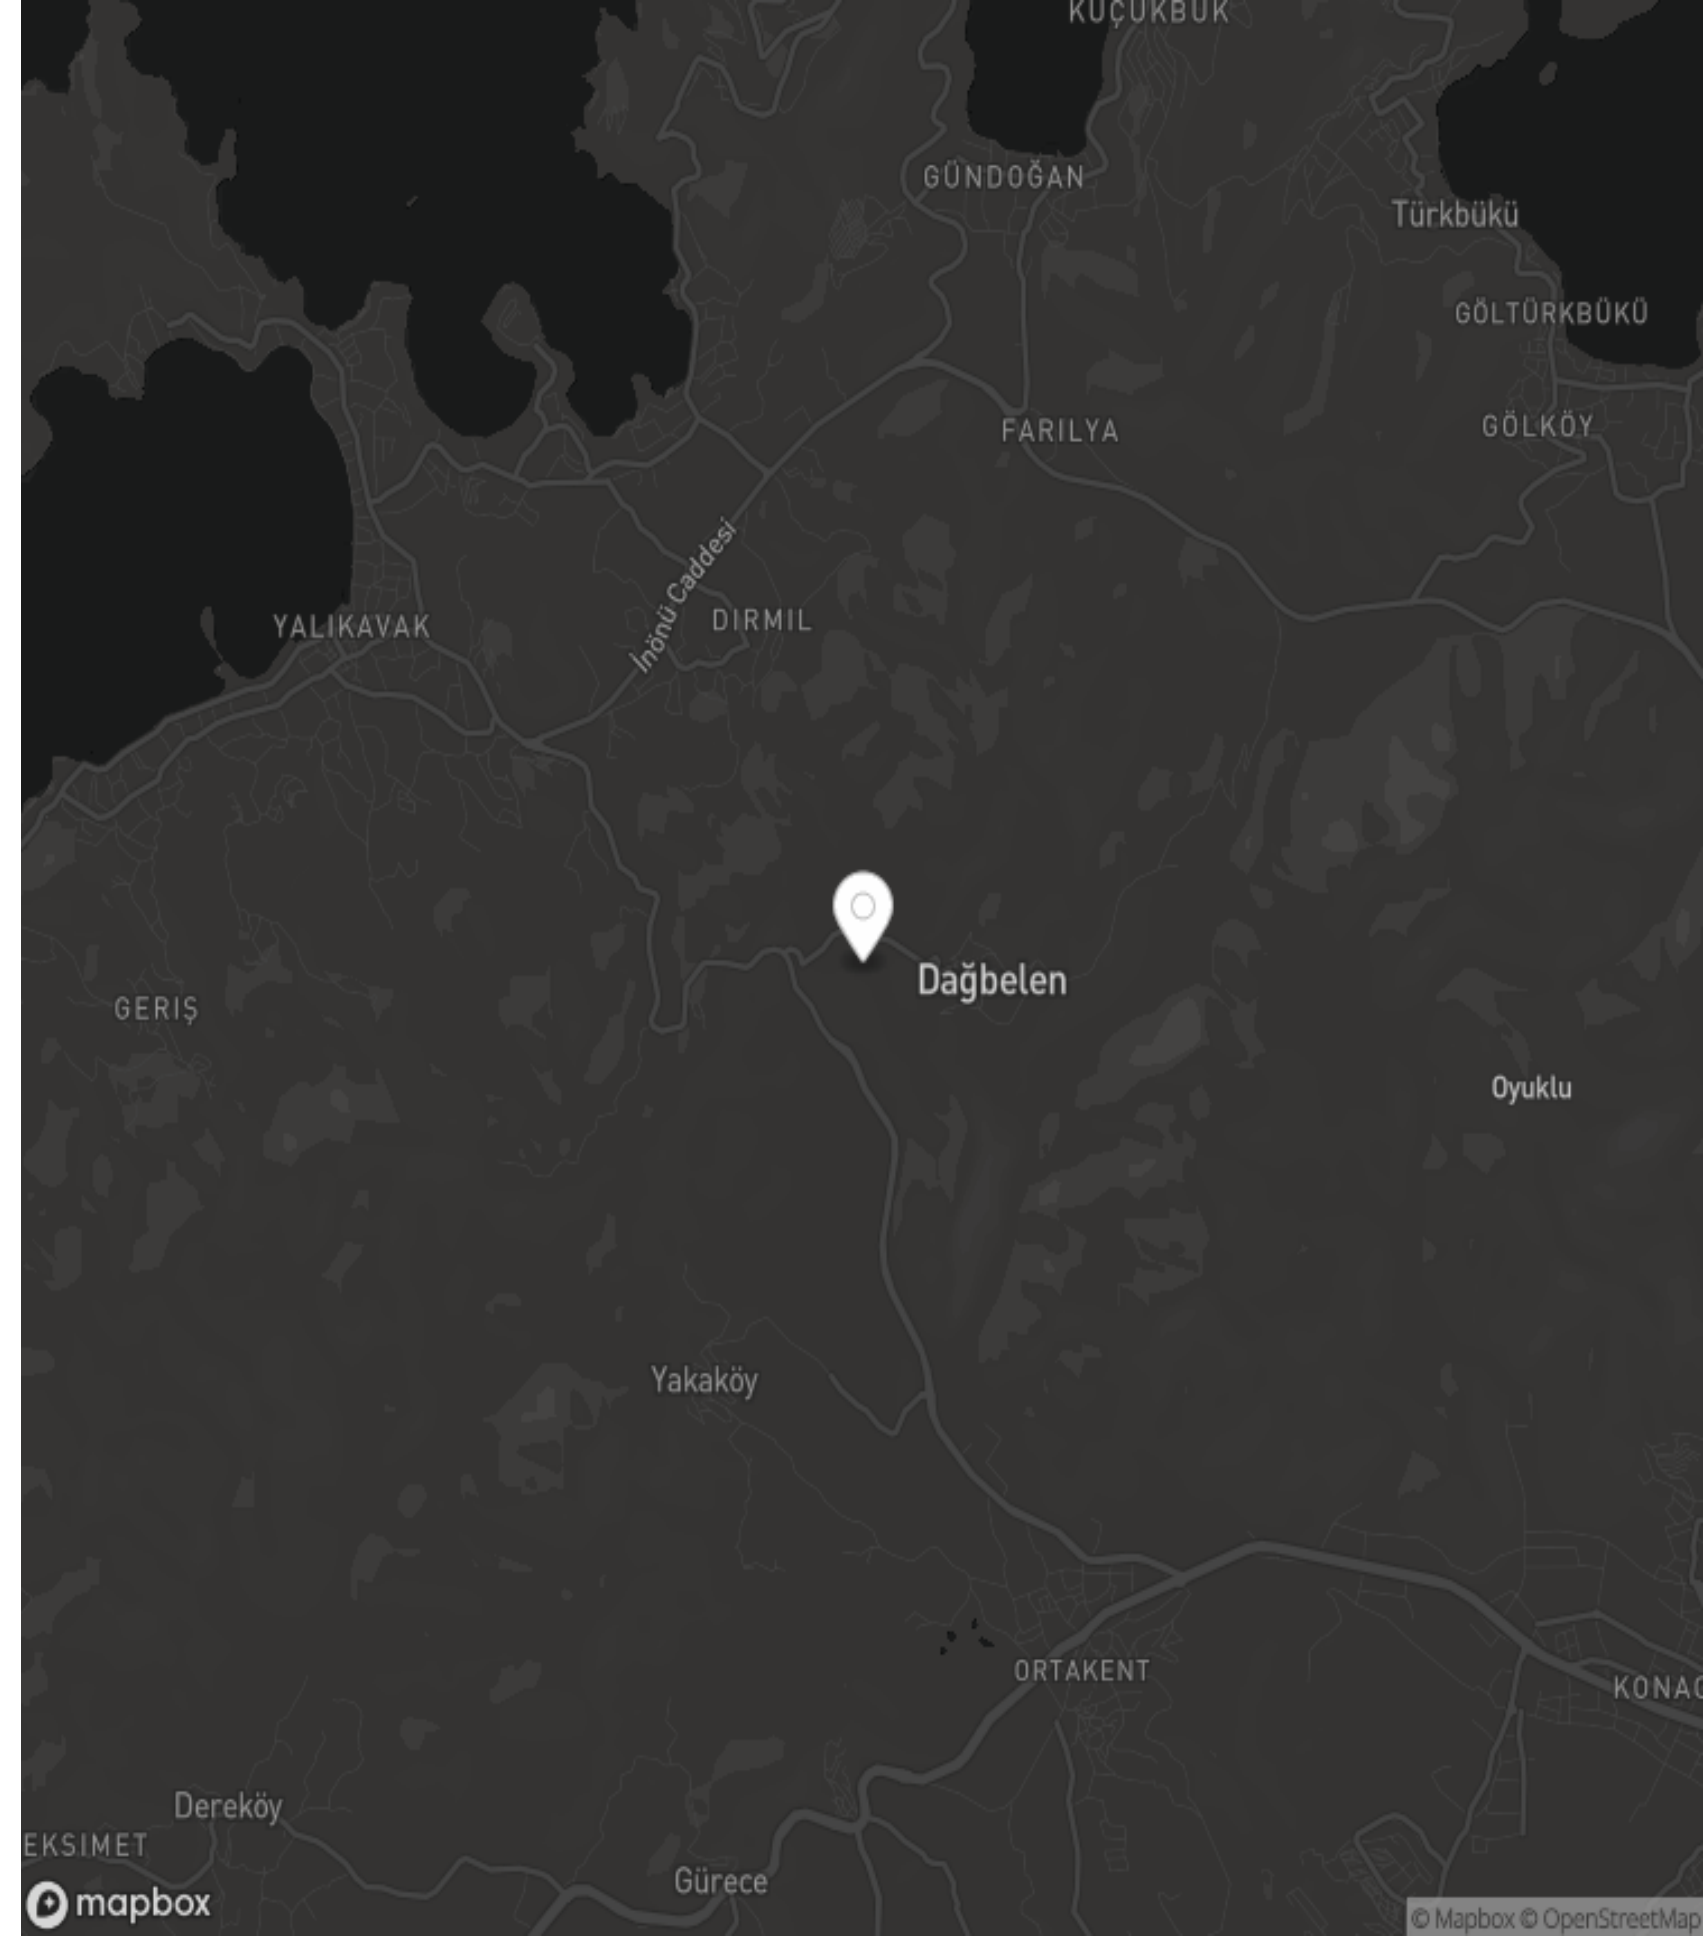 KÜÇÜKBÜK
GÜNDOĞAN
Türkbükü
GÖLTÜRKBÜKÜ
GÖLKÖY
FARILYA
İnönü Caddesi
DIRMIL
YALIKAVAK
Dağbelen
GERIŞ
Oyuklu
Yakaköy
ORTAKENT
KONAC
Dereköy
EKSIMET
Gürece
mapbox
© Mapbox © OpenStreetMap